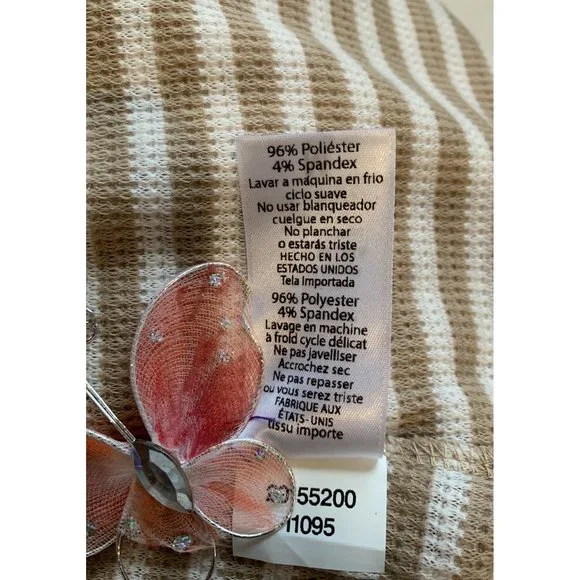 96% Poliéster
4% Spandex
Lavar a máquina en frio
ciclo suave
No usar blanqueador
cuelgue en seco
No planchar
o estarás triste
HECHO EN LOS
ESTADOS UNIDOS
Tela Importada
96% Polyester
4% Spandex
Lavage en machine
à froid cycle délicat
Ne pas javelliser
Accrochez sec
Ne pas repasser
ou vous serez triste
FABRIQUE AUX
ÉTATS-UNIS
tissu importe
55200
11095